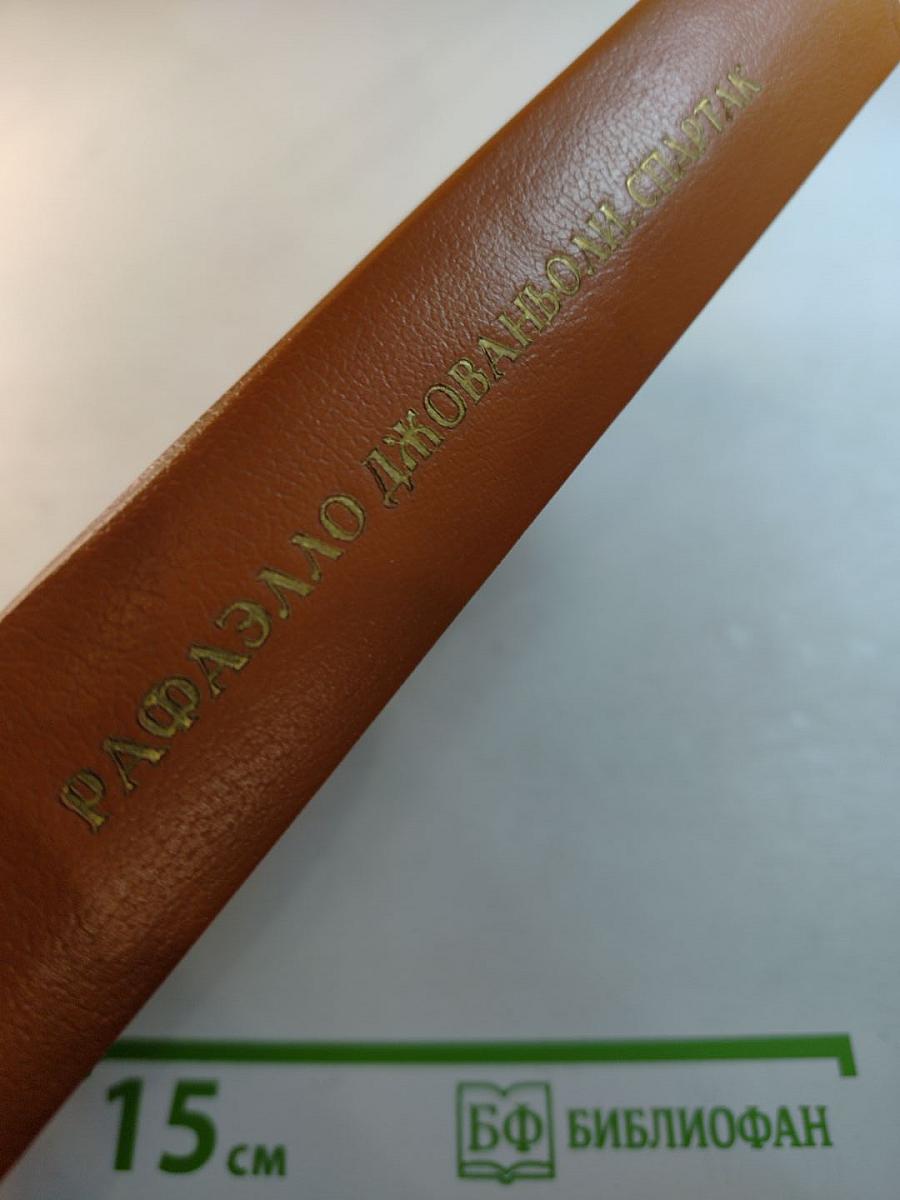 РАФАЭЛЛО ДЖОВАНЬОЛИ. СПАРТАК
15 см
БФ БИБЛИОФАН